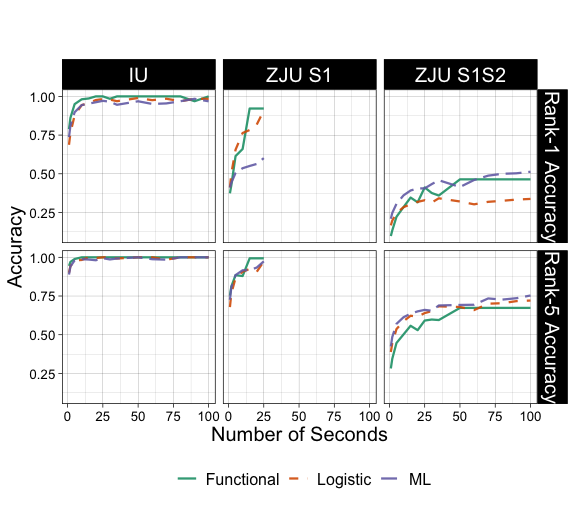 IU ZJU S1 ZJU S1S2
Accuracy
Rank-1 Accuracy
1.00
0.75
0.50
0.25
Rank-5 Accuracy
1.00
0.75
0.50
0.25
0 25 50 75 100 0 25 50 75 100 0 25 50 75 100
Number of Seconds
Functional Logistic ML